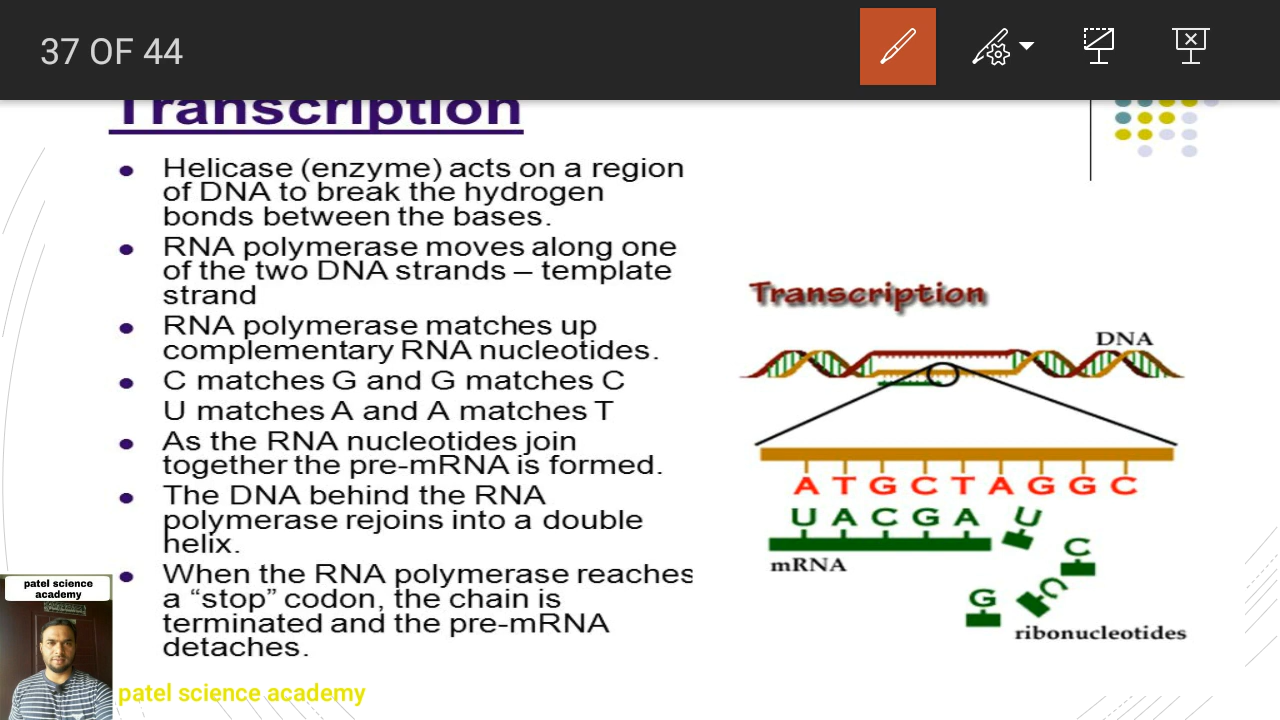 37 OF 44
Transcription
Helicase (enzyme) acts on a region
of DNA to break the hydrogen
bonds between the bases.
RNA polymerase moves along one
of the two DNA strands – template
strand
RNA polymerase matches up
complementary RNA nucleotides.
C matches G and G matches C
U matches A and A matches T
As the RNA nucleotides join
together the pre-mRNA is formed.
The DNA behind the RNA
polymerase rejoins into a double
helix.
When the RNA polymerase reaches
a “stop” codon, the chain is
terminated and the pre-mRNA
detaches.
Transcription
DNA
A T G C T A G G C
U A C G A U
C
C
G
mRNA
ribonucleotides
patel science
academy
patel science academy